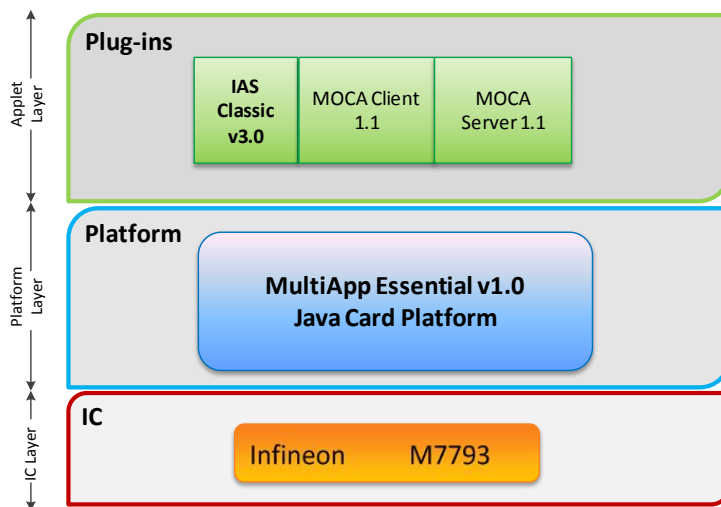 Applet
Layer
Plug-ins
IAS
Classic
v3.0
MOCA Client
1.1
MOCA
Server 1.1
Platform
Layer
Platform
MultiApp Essential v1.0
Java Card Platform
IC Layer
IC
Infineon M7793